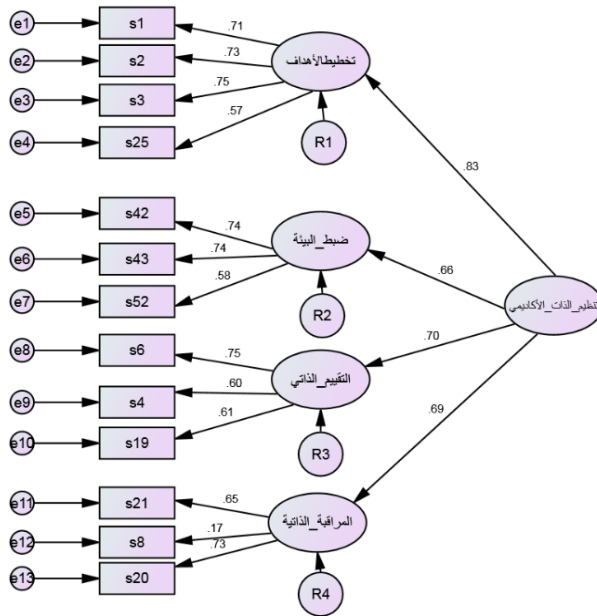 e1
s1
.71
e2
s2
.73
تخطيطالأهداف
e3
s3
.75
e4
s25
.57
R1
.83
e5
s42
.74
ضبط_البيئة
e6
s43
.74
.66
e7
s52
.58
R2
تنظيم_الذات_الأكاديمي
e8
s6
.75
.70
التقييم_الذاتي
e9
s4
.60
.69
e10
s19
.61
R3
e11
s21
.65
المراقبة_الذاتية
e12
s8
.17
e13
s20
.73
R4